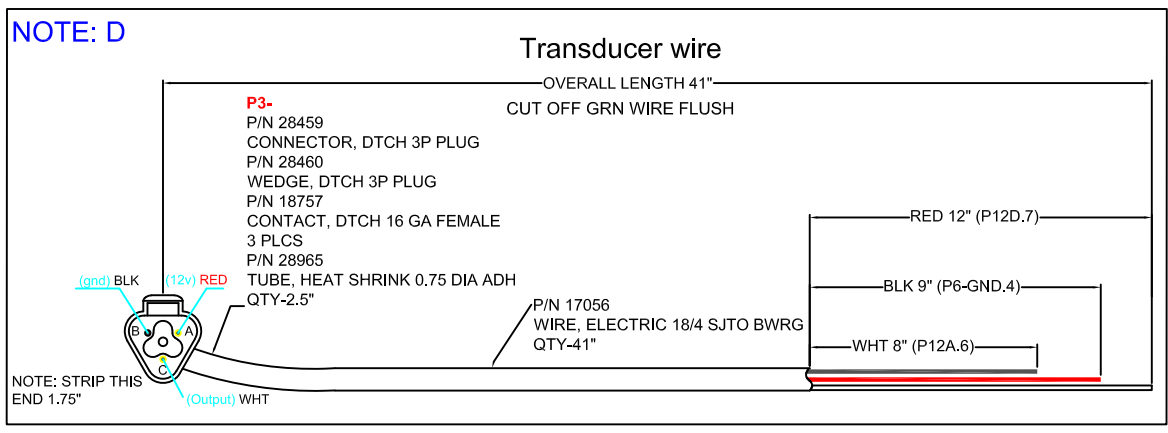 NOTE: D
Transducer wire
OVERALL LENGTH 41"
CUT OFF GRN WIRE FLUSH
P3-
P/N 28459
CONNECTOR, DTCH 3P PLUG
P/N 28460
WEDGE, DTCH 3P PLUG
P/N 18757
CONTACT, DTCH 16 GA FEMALE
3 PLCS
P/N 28965
TUBE, HEAT SHRINK 0.75 DIA ADH
QTY-2.5"
RED 12" (P12D.7)
BLK 9" (P6-GND.4)
WHT 8" (P12A.6)
P/N 17056
WIRE, ELECTRIC 18/4 SJTO BWRG
QTY-41"
(gnd) BLK
(12v) RED
B
A
C
(Output) WHT
NOTE: STRIP THIS
END 1.75"